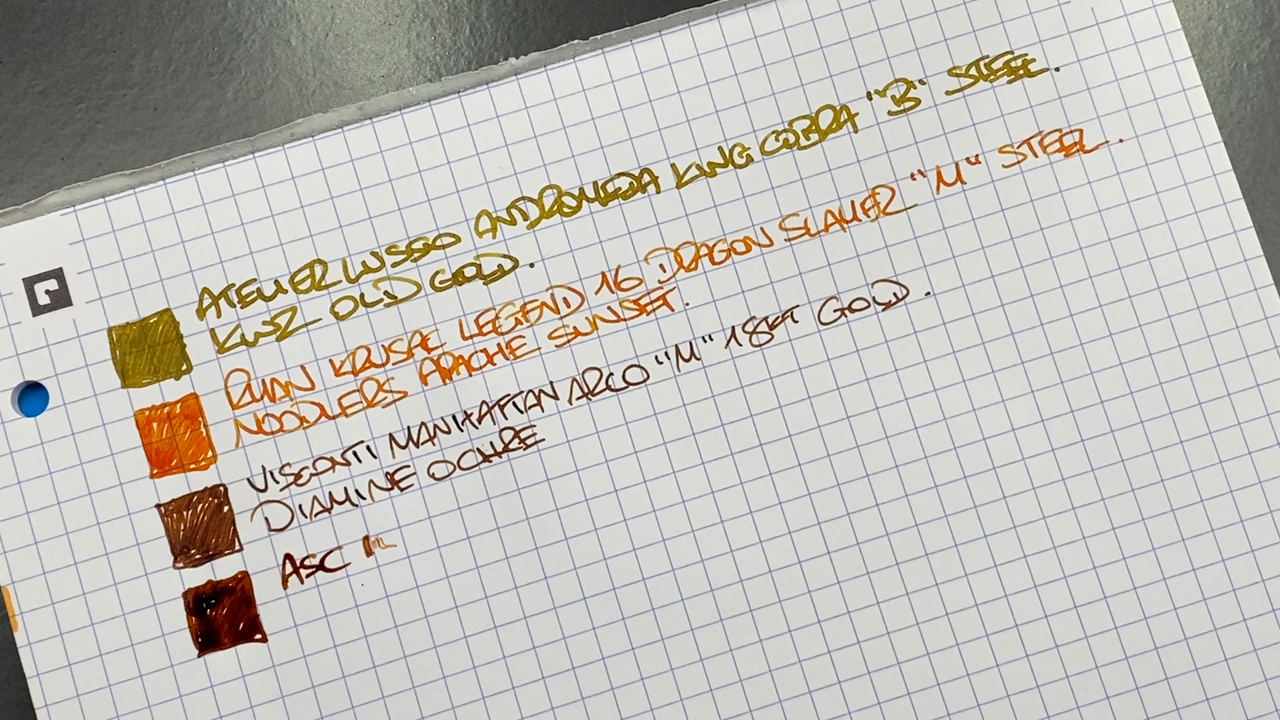 ATELIER LUSSO ANDROMEDA KING COBRA "B" STEEL.
KWZ OLD GOLD.
RYAN KRUSAC LEGEND 16 DRAGON SLAYER "M" STEEL.
NOODLERS APACHE SUNSET.
VISCONTI MANHATTAN ARCO "M" 18KT GOLD.
DIAMINE OCHRE
ASC